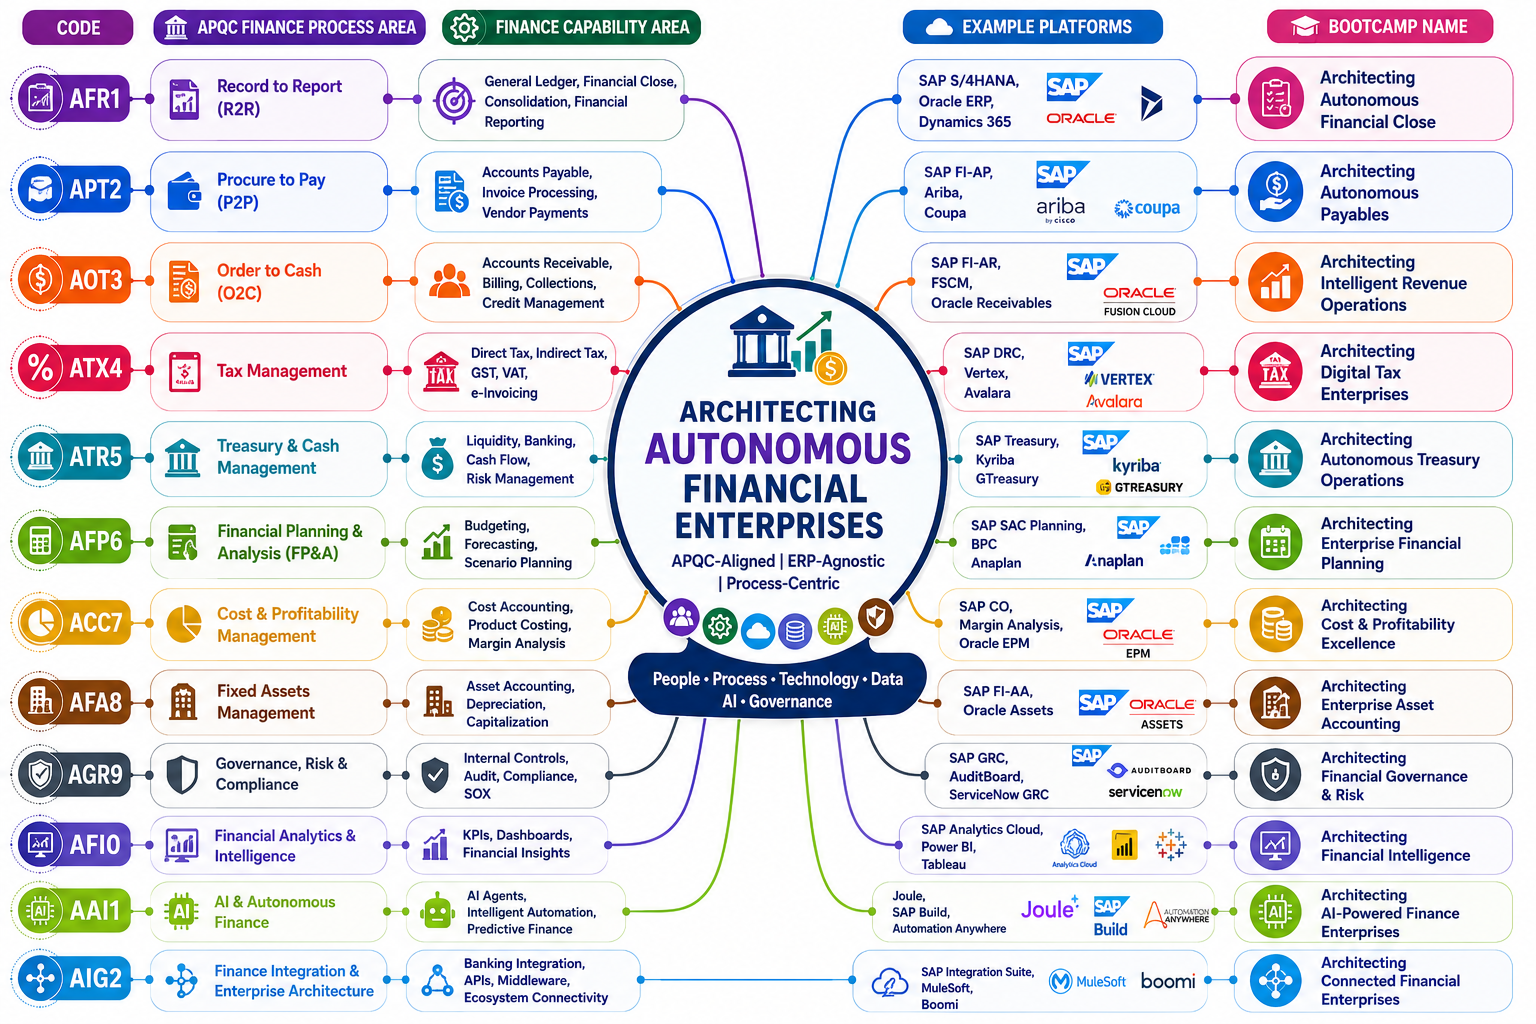 CODE
APQC FINANCE PROCESS AREA
FINANCE CAPABILITY AREA
EXAMPLE PLATFORMS
BOOTCAMP NAME
AFR1
Record to Report
(R2R)
General Ledger, Financial Close,
Consolidation, Financial
Reporting
SAP S/4HANA,
Oracle ERP,
Dynamics 365
SAP
ORACLE
Architecting
Autonomous
Financial Close
APT2
Procure to Pay
(P2P)
Accounts Payable,
Invoice Processing,
Vendor Payments
SAP FI-AP,
Ariba,
Coupa
SAP
ariba
by cisco
coupa
Architecting
Autonomous
Payables
AOT3
Order to Cash
(O2C)
Accounts Receivable,
Billing, Collections,
Credit Management
SAP FI-AR,
FSCM,
Oracle Receivables
SAP
ORACLE
FUSION CLOUD
Architecting
Intelligent Revenue
Operations
ATX4
Tax Management
TAX
Direct Tax, Indirect Tax,
GST, VAT,
e-Invoicing
SAP DRC,
Vertex,
Avalara
SAP
VERTEX
Avalara
TAX
Architecting
Digital Tax
Enterprises
ATR5
Treasury & Cash
Management
Liquidity, Banking,
Cash Flow,
Risk Management
SAP Treasury,
Kyriba
GTreasury
SAP
kyriba
GTREASURY
Architecting
Autonomous Treasury
Operations
AFP6
Financial Planning &
Analysis (FP&A)
Budgeting,
Forecasting,
Scenario Planning
SAP SAC Planning,
BPC
Anaplan
SAP
Anaplan
Architecting
Enterprise Financial
Planning
ACC7
Cost & Profitability
Management
Cost Accounting,
Product Costing,
Margin Analysis
SAP CO,
Margin Analysis,
Oracle EPM
SAP
ORACLE
EPM
Architecting
Cost & Profitability
Excellence
AFA8
Fixed Assets
Management
Asset Accounting,
Depreciation,
Capitalization
SAP FI-AA,
Oracle Assets
SAP
ORACLE
ASSETS
Architecting
Enterprise Asset
Accounting
AGR9
Governance, Risk &
Compliance
Internal Controls,
Audit, Compliance,
SOX
SAP GRC,
AuditBoard,
ServiceNow GRC
SAP
AUDITBOARD
servicenow
Architecting
Financial Governance
& Risk
AFI0
Financial Analytics &
Intelligence
KPIs, Dashboards,
Financial Insights
SAP Analytics Cloud,
Power BI,
Tableau
Analytics Cloud
Architecting
Financial Intelligence
AI
AAI1
AI
AI & Autonomous
Finance
AI Agents,
Intelligent Automation,
Predictive Finance
Joule,
SAP Build,
Automation Anywhere
Joule
SAP
Build
AUTOMATION
ANYWHERE
AI
Architecting
AI-Powered Finance
Enterprises
AIG2
Finance Integration &
Enterprise Architecture
Banking Integration,
APIs, Middleware,
Ecosystem Connectivity
SAP Integration Suite,
MuleSoft,
Boomi
MuleSoft
boomi
Architecting
Connected Financial
Enterprises
ARCHITECTING
AUTONOMOUS
FINANCIAL
ENTERPRISES
APQC-Aligned | ERP-Agnostic
| Process-Centric
AI
People • Process • Technology • Data
AI • Governance